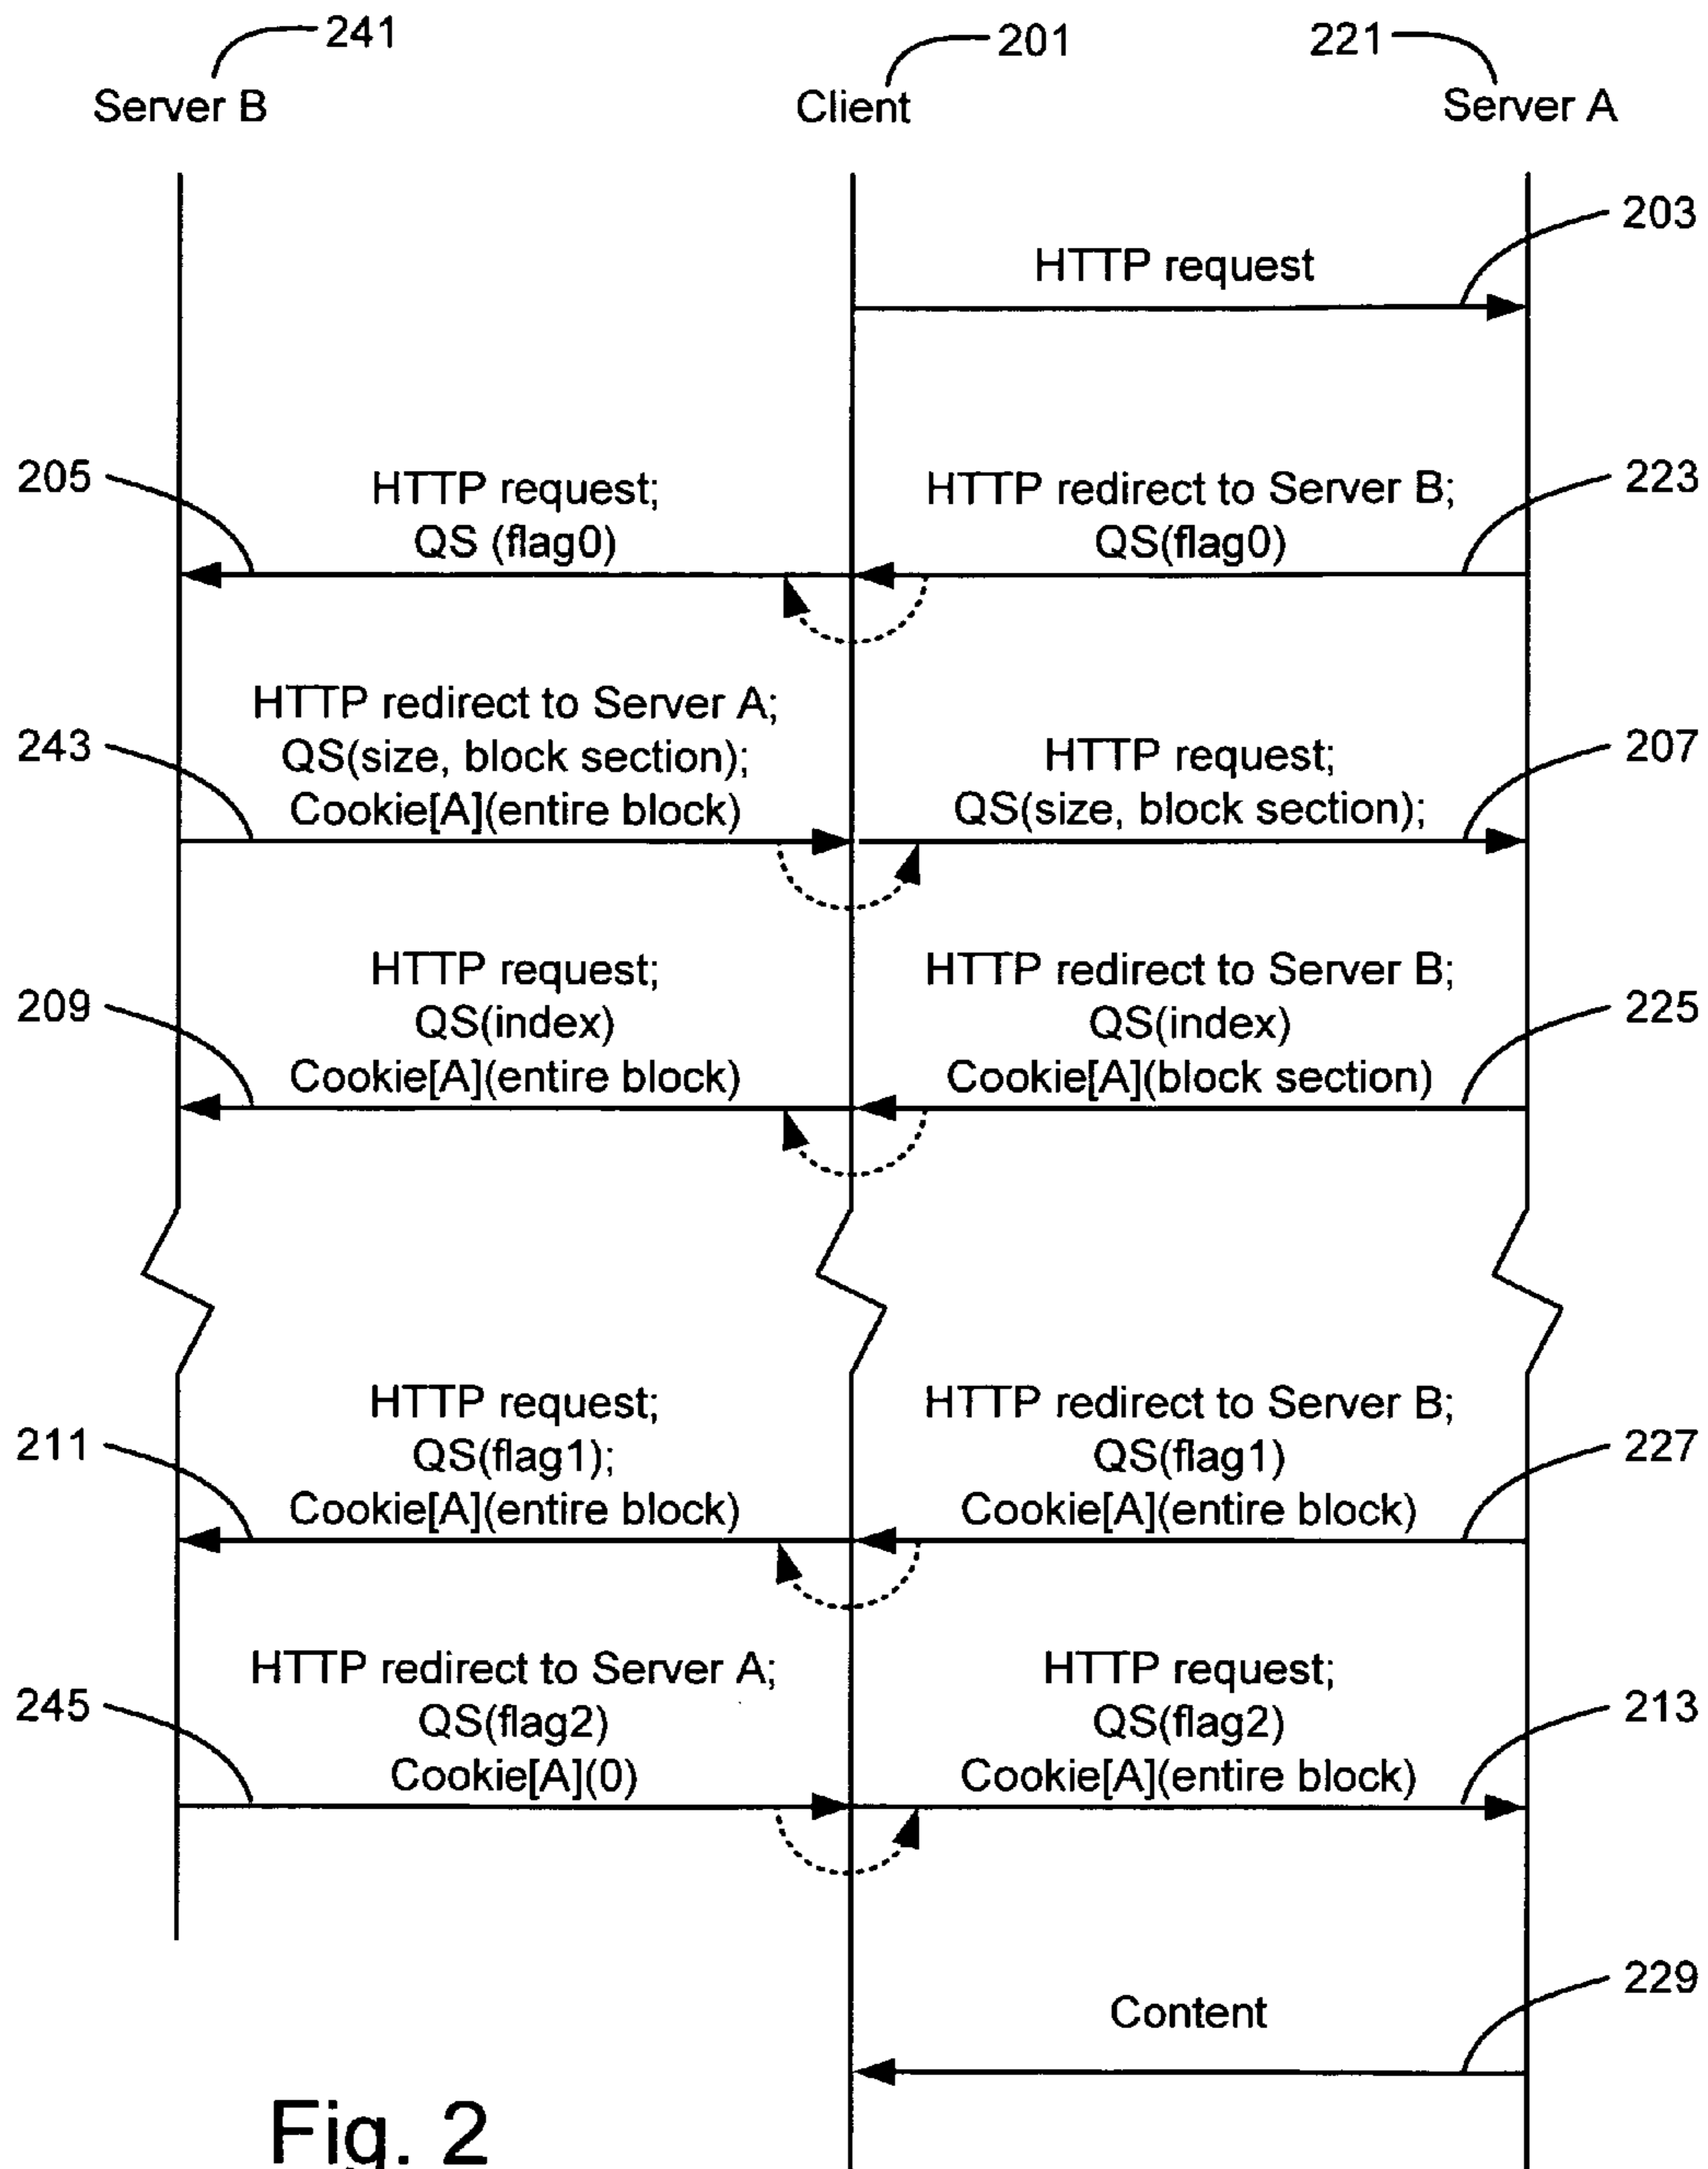 241
201
221
Server B
Client
Server A
203
HTTP request
205
HTTP request;
QS (flag0)
HTTP redirect to Server B;
QS(flag0)
223
243
HTTP redirect to Server A;
QS(size, block section);
Cookie[A](entire block)
HTTP request;
QS(size, block section);
207
209
HTTP request;
QS(index)
Cookie[A](entire block)
HTTP redirect to Server B;
QS(index)
Cookie[A](block section)
225
211
HTTP request;
QS(flag1);
Cookie[A](entire block)
HTTP redirect to Server B;
QS(flag1)
Cookie[A](entire block)
227
245
HTTP redirect to Server A;
QS(flag2)
Cookie[A](0)
HTTP request;
QS(flag2)
Cookie[A](entire block)
213
229
Content
Fig. 2